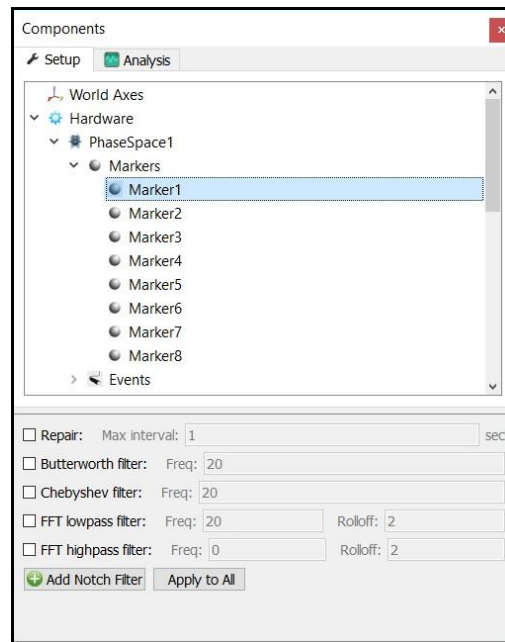 Components
Setup Analysis
World Axes
Hardware
PhaseSpace1
Markers
Marker1
Marker2
Marker3
Marker4
Marker5
Marker6
Marker7
Marker8
Events
Repair: Max interval: 1 sec
Butterworth filter: Freq: 20
Chebyshev filter: Freq: 20
FFT lowpass filter: Freq: 20 Rolloff: 2
FFT highpass filter: Freq: 0 Rolloff: 2
Add Notch Filter Apply to All